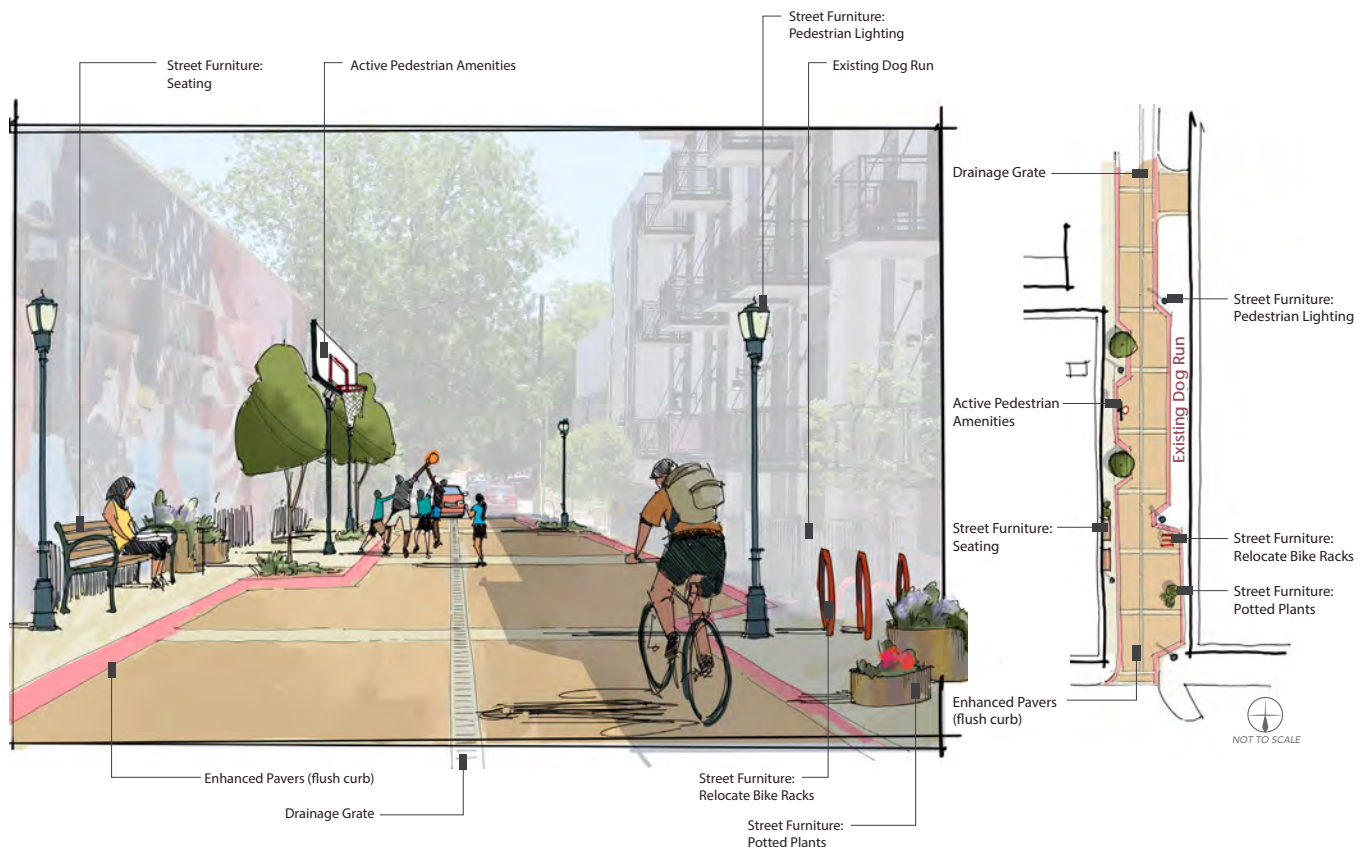 Street Furniture:
Pedestrian Lighting
Street Furniture:
Seating
Active Pedestrian Amenities
Existing Dog Run
Enhanced Pavers (flush curb)
Drainage Grate
Street Furniture:
Relocate Bike Racks
Street Furniture:
Potted Plants
Drainage Grate
Street Furniture:
Pedestrian Lighting
Existing Dog Run
Active Pedestrian
Amenities
Street Furniture:
Seating
Street Furniture:
Relocate Bike Racks
Street Furniture:
Potted Plants
Enhanced Pavers
(flush curb)
NOT TO SCALE